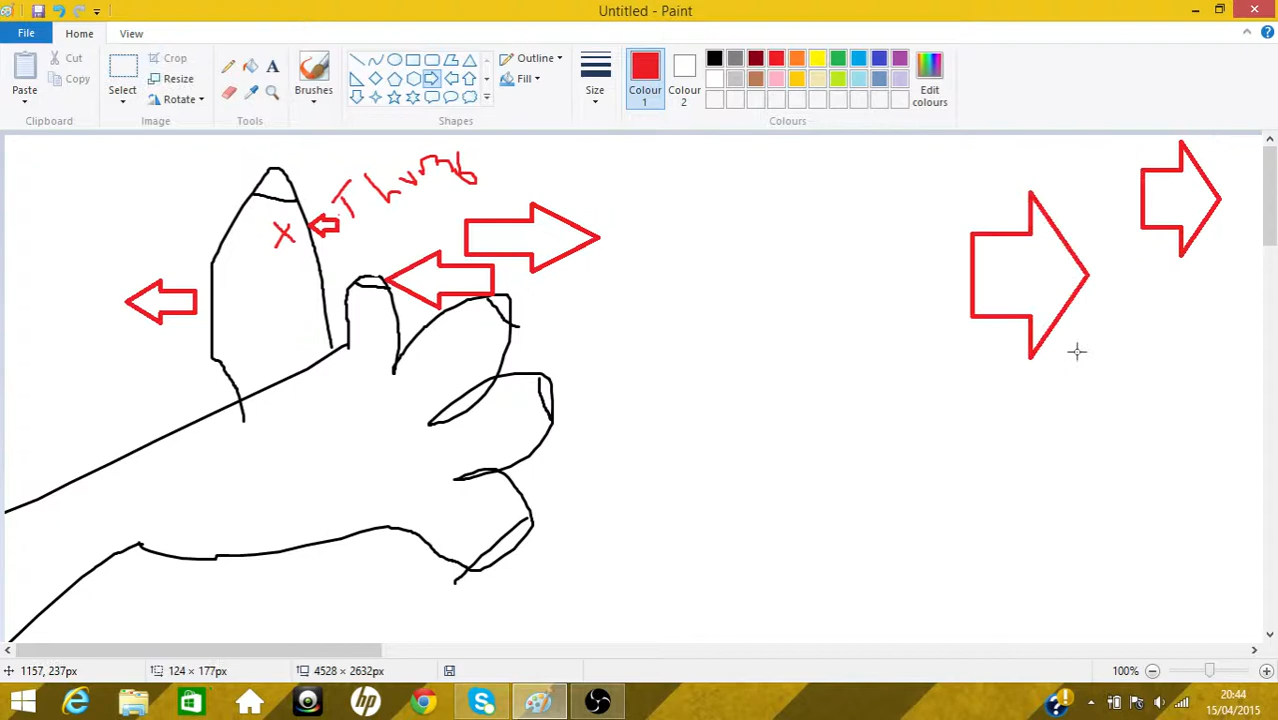 Untitled - Paint
File
Home
View
Paste
Cut
Copy
Clipboard
Select
Crop
Resize
Rotate
Image
A
Tools
Brushes
Outline
Fill
Shapes
Size
Colour 1
Colour 2
Edit colours
Colours
X
1157, 237px
124 × 177px
4528 × 2632px
100%
hp
20:44
15/04/2015